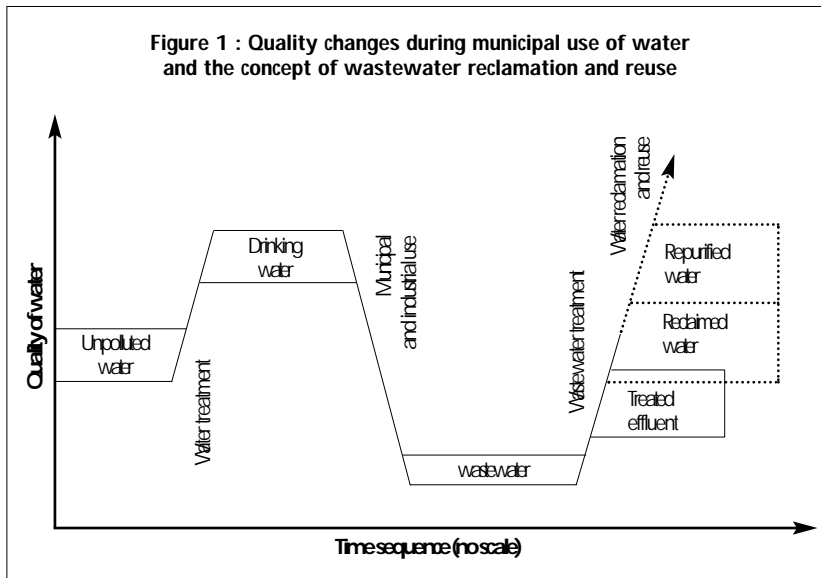 Figure 1 : Quality changes during municipal use of water
and the concept of wastewater reclamation and reuse
Quality of water
Unpolluted
water
Water treatment
Drinking
water
Municipal
and industrial use
wastewater
Wastewater treatment
Water reclamation
and reuse
Repurified
water
Reclaimed
water
Treated
effluent
Time sequence (no scale)